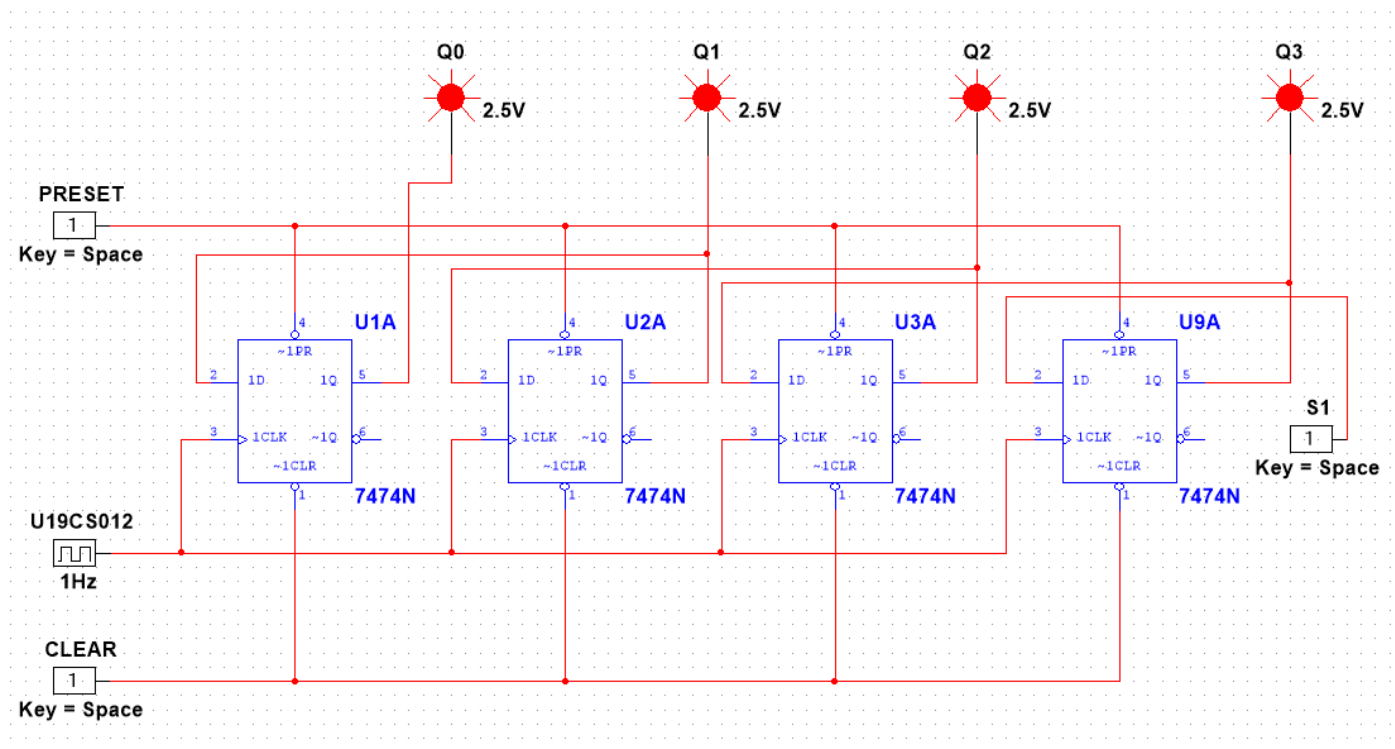 Q0
Q1
Q2
Q3
2.5V
2.5V
2.5V
2.5V
PRESET
1
Key = Space
4
U1A
4
U2A
4
U3A
4
U9A
~1PR
~1PR
~1PR
~1PR
2
1D
1Q
5
2
1D
1Q
5
2
1D
1Q
5
2
1D
1Q
5
S1
1
Key = Space
3
1CLK
~1Q
6
3
1CLK
~1Q
6
3
1CLK
~1Q
6
3
1CLK
~1Q
6
~1CLR
~1CLR
~1CLR
~1CLR
1
7474N
1
7474N
1
7474N
1
7474N
U19CS012
1Hz
CLEAR
1
Key = Space